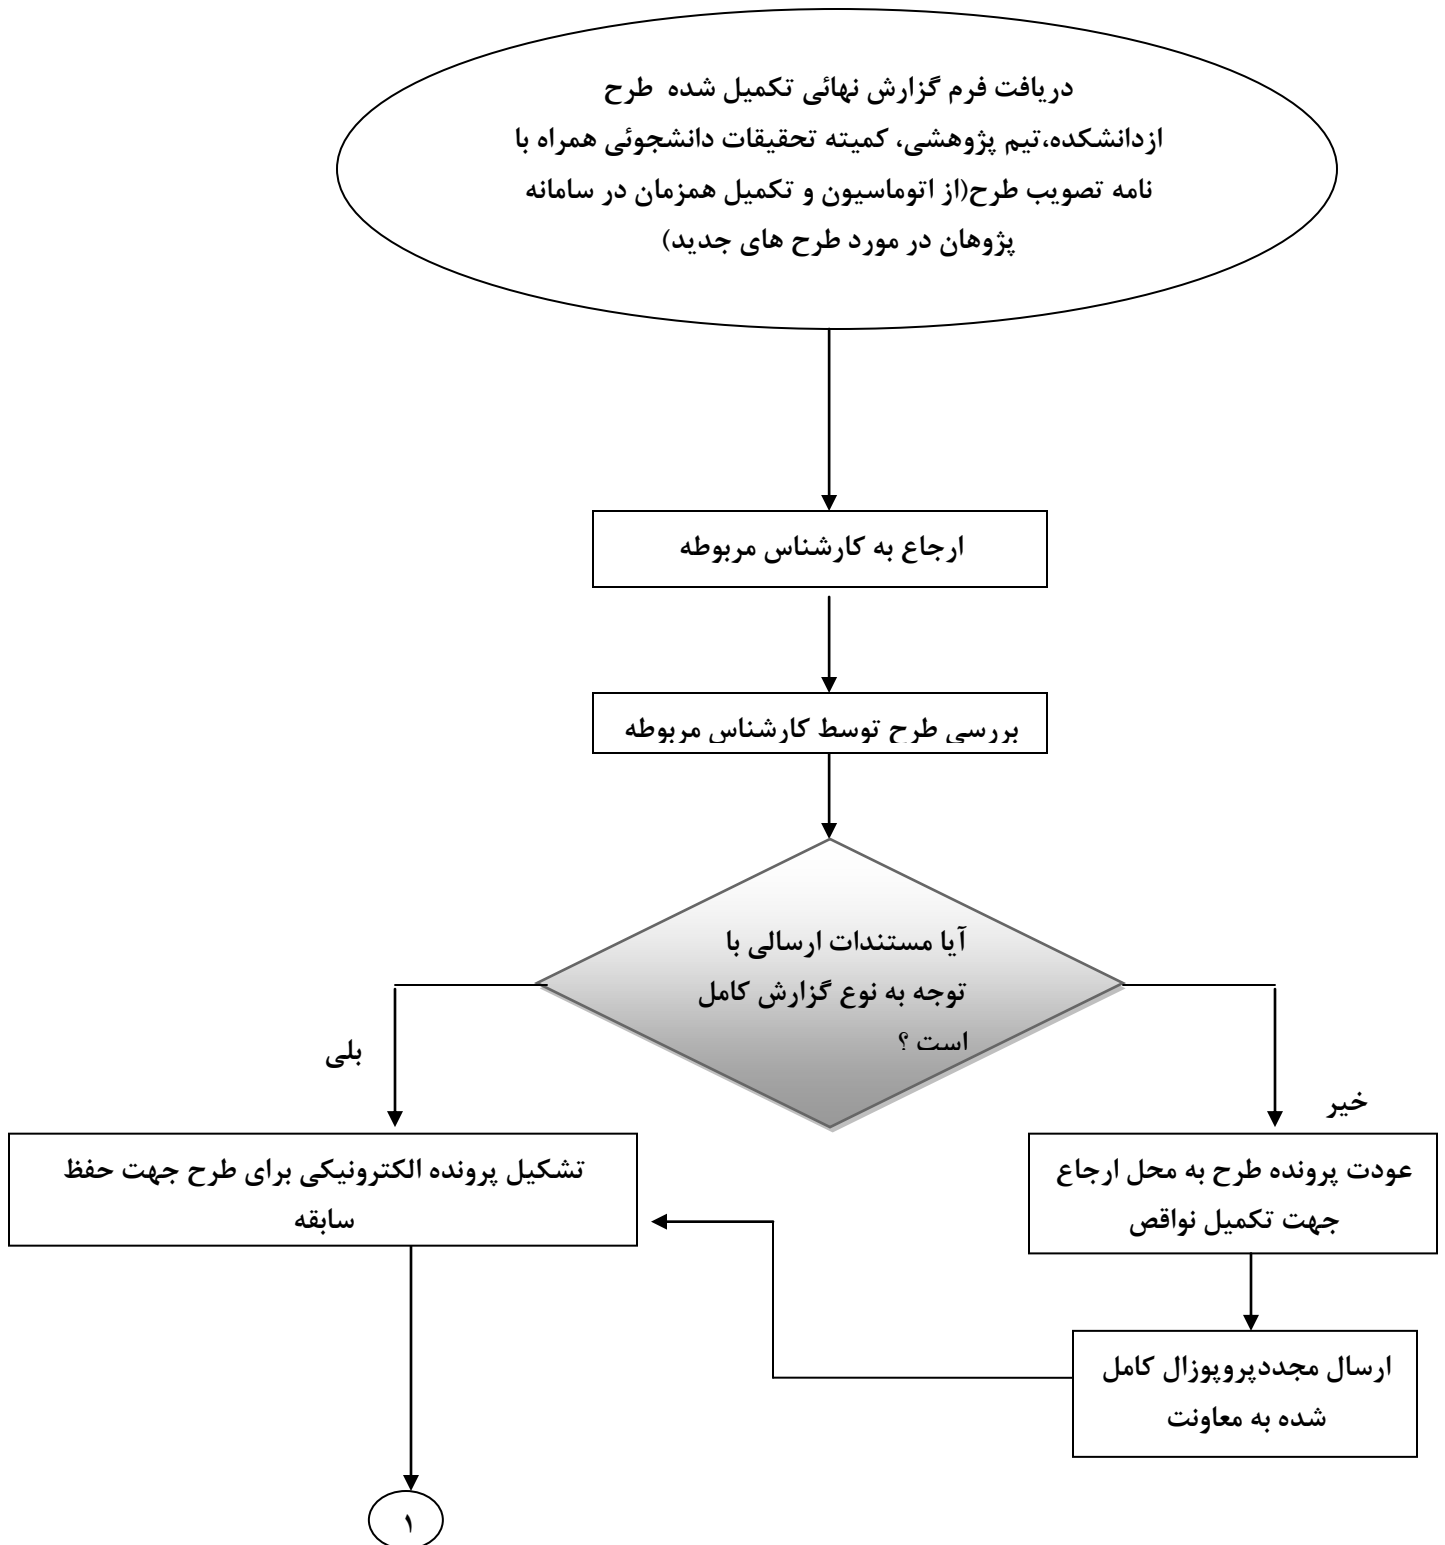 دریافت فرم گزارش نهائی تکمیل شده طرح
ازدانشکده،تیم پژوهشی، کمیته تحقیقات دانشجوئی همراه با
نامه تصویب طرح(از اتوماسیون و تکمیل همزمان در سامانه
پژوهان در مورد طرح های جدید)
ارجاع به کارشناس مربوطه
بررسی طرح توسط کارشناس مربوطه
آیا مستندات ارسالی با
توجه به نوع گزارش کامل
است ؟
بلی
خیر
تشکیل پرونده الکترونیکی برای طرح جهت حفظ
سابقه
عودت پرونده طرح به محل ارجاع
جهت تکمیل نواقص
ارسال مجددپروپوزال کامل
شده به معاونت
۱